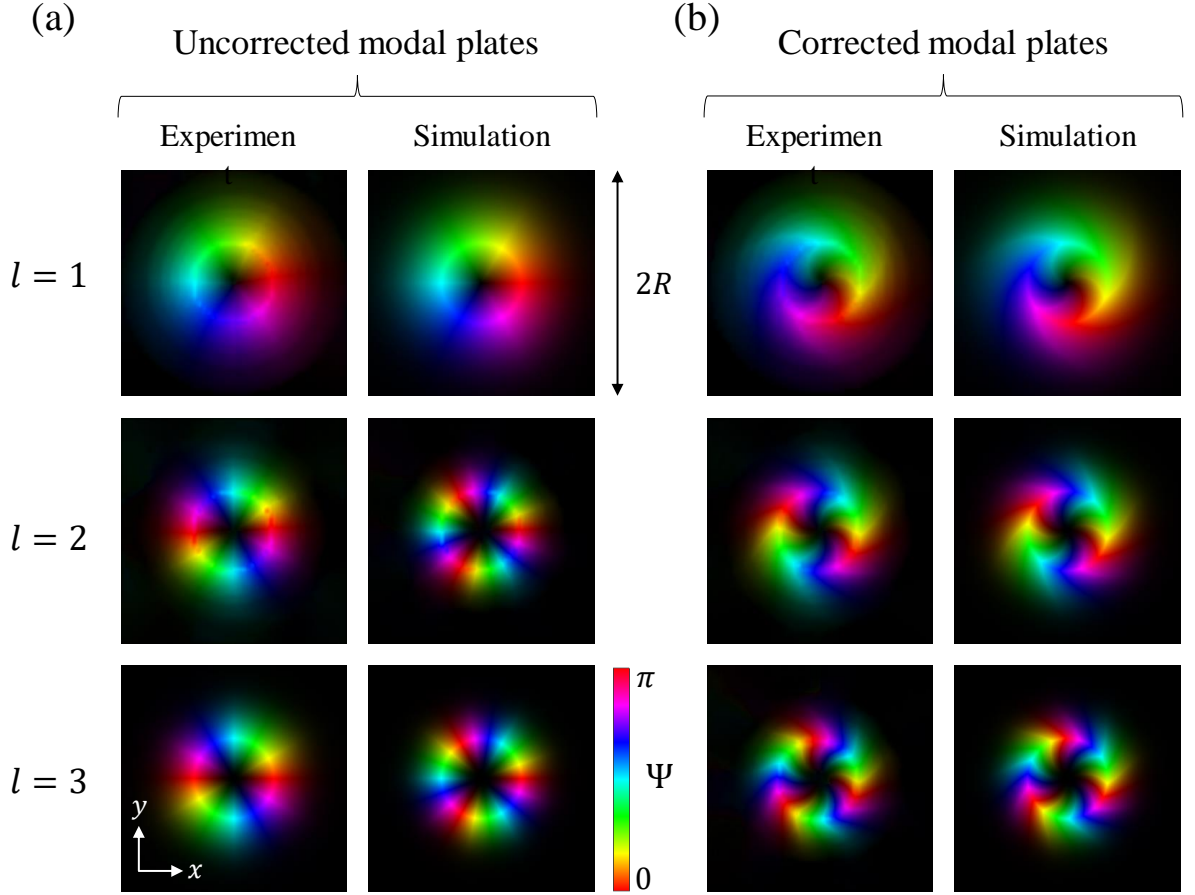 (a)
Uncorrected modal plates
(b)
Corrected modal plates
Experimen
t
Simulation
Experimen
t
Simulation
l = 1
2R
l = 2
l = 3
π
Ψ
0
y
x